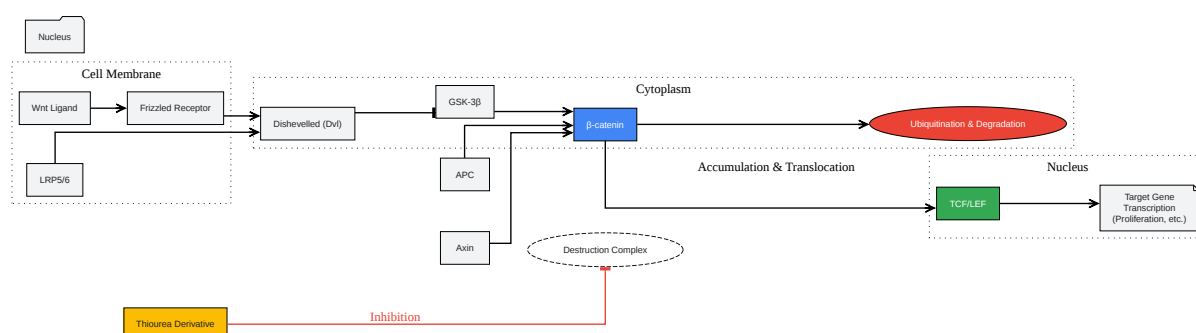 Nucleus
Cell Membrane
Wnt Ligand
Frizzled Receptor
LRP5/6
Cytoplasm
Dishevelled (Dvl)
GSK-3β
APC
Axin
β-catenin
Ubiquitination & Degradation
Accumulation & Translocation
Nucleus
TCF/LEF
Target Gene
Transcription
(Proliferation, etc.)
Destruction Complex
Inhibition
Thiourea Derivative